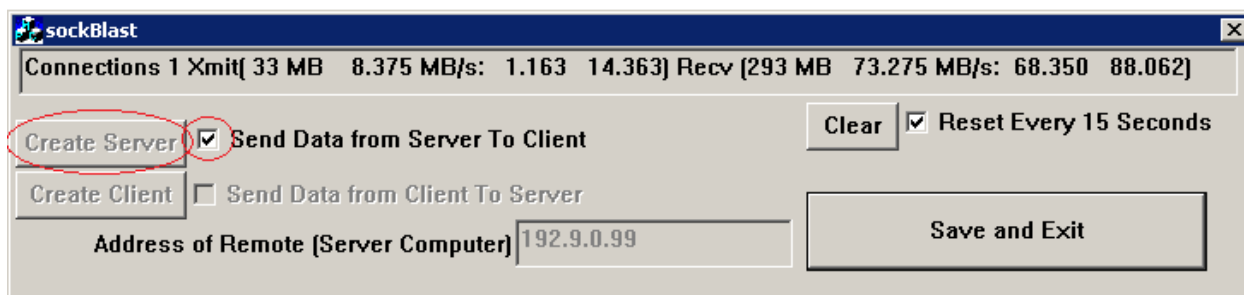 sockBlast
Connections 1 Xmit( 33 MB 8.375 MB/s: 1.163 14.363) Recv (293 MB 73.275 MB/s: 68.350 88.062)
Create Server Send Data from Server To Client Clear Reset Every 15 Seconds
Create Client Send Data from Client To Server
Address of Remote (Server Computer) 192.9.0.99 Save and Exit